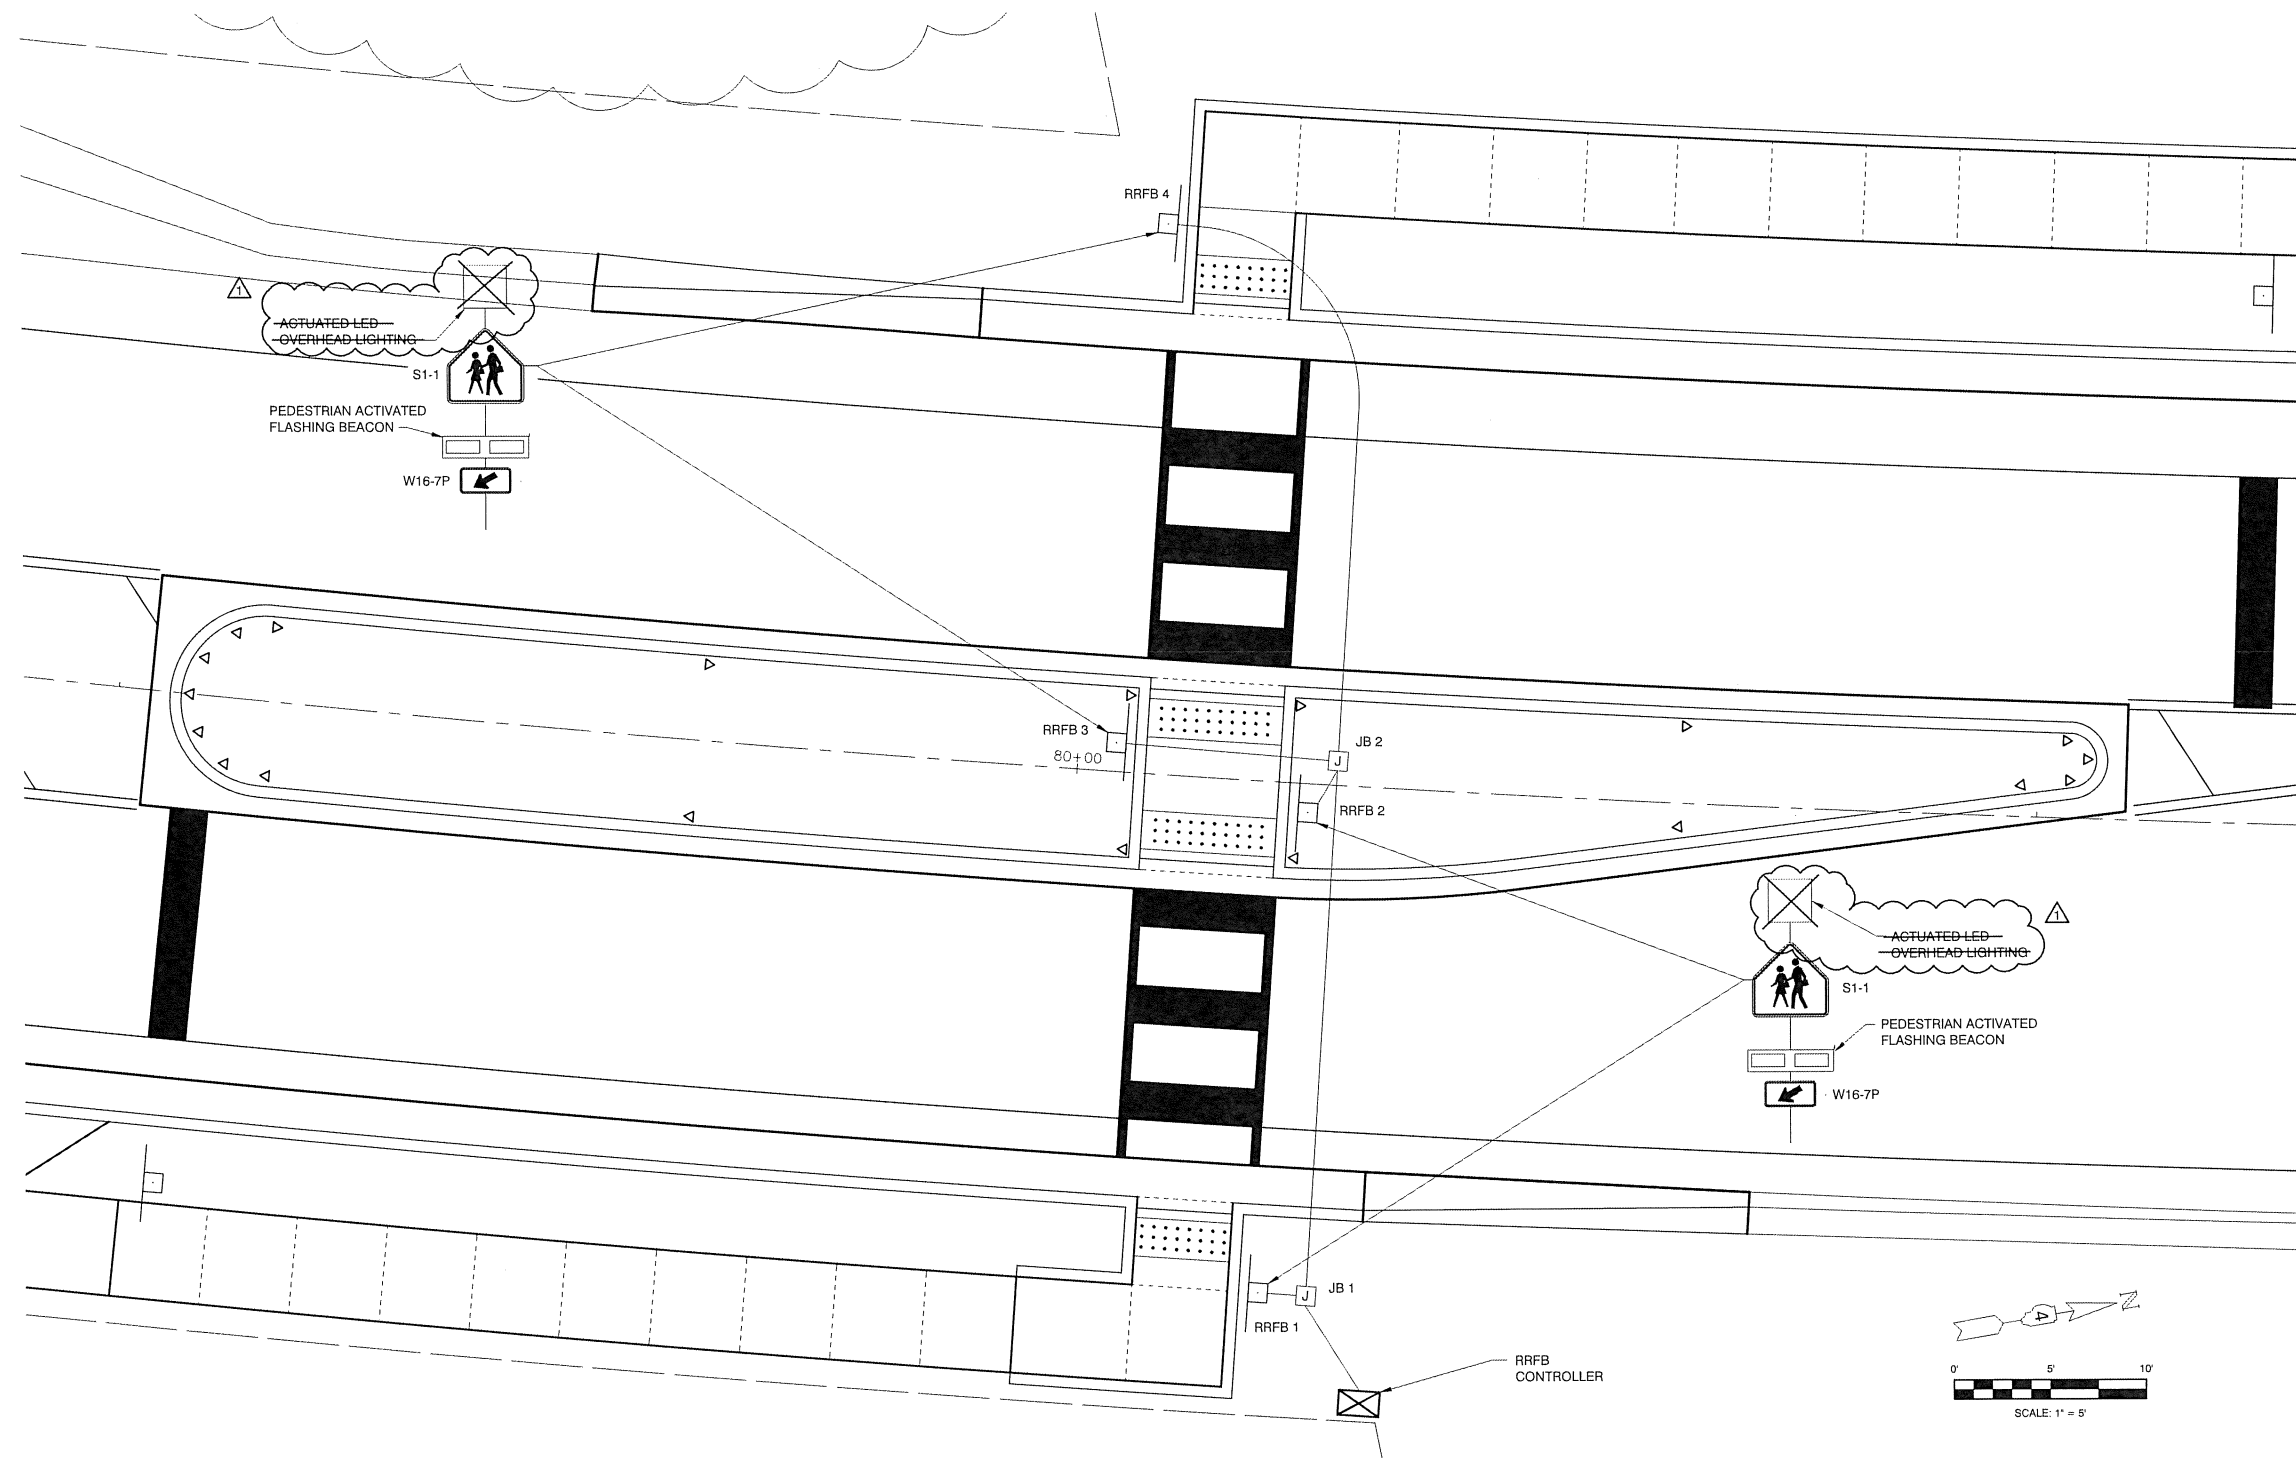 RRFB 4
1
ACTUATED LED
OVERHEAD LIGHTING
S1-1
PEDESTRIAN ACTIVATED
FLASHING BEACON
W16-7P
RRFB 3
80+00
JB 2
J
RRFB 2
1
ACTUATED LED
OVERHEAD LIGHTING
S1-1
PEDESTRIAN ACTIVATED
FLASHING BEACON
W16-7P
J
JB 1
RRFB 1
RRFB
CONTROLLER
4
N
0' 5' 10'
SCALE: 1" = 5'